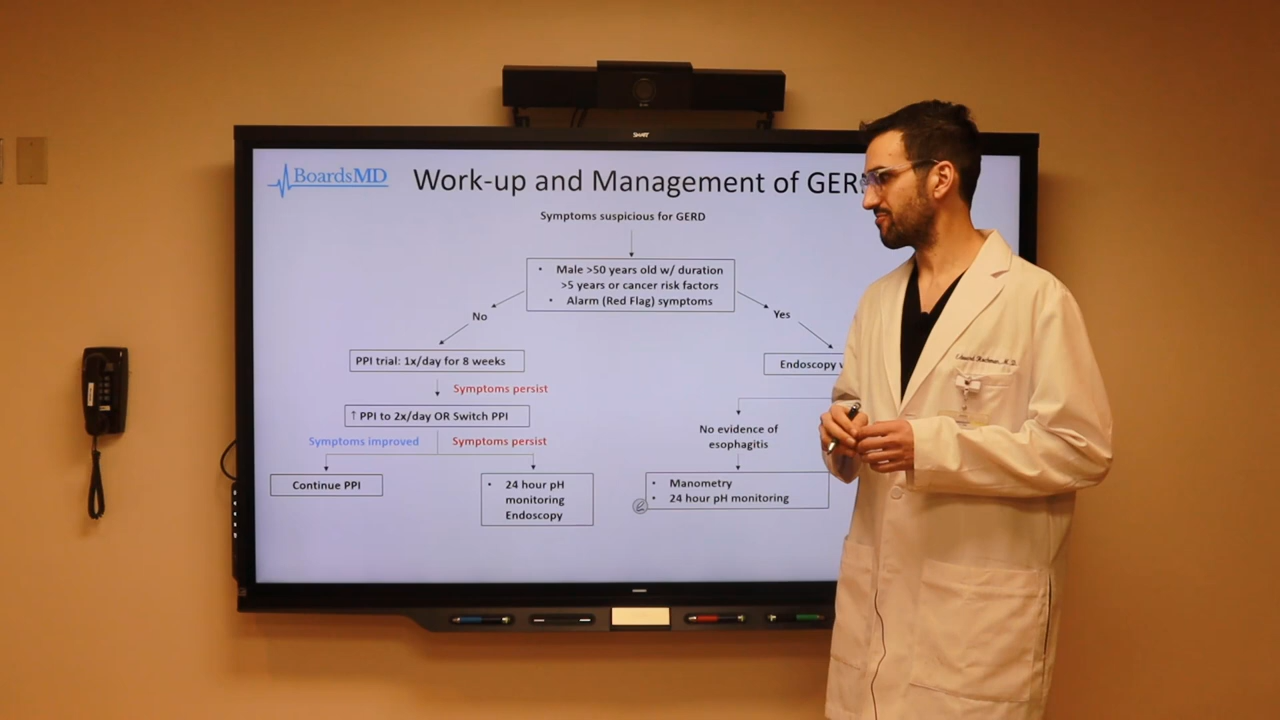 SMART
BoardsMD
Work-up and Management of GER
Symptoms suspicious for GERD
• Male >50 years old w/ duration
>5 years or cancer risk factors
• Alarm (Red Flag) symptoms
No
Yes
PPI trial: 1x/day for 8 weeks
Endoscopy
Symptoms persist
↑ PPI to 2x/day OR Switch PPI
No evidence of
esophagitis
Symptoms improved
Symptoms persist
Continue PPI
• 24 hour pH
monitoring
Endoscopy
• Manometry
• 24 hour pH monitoring
M.D.